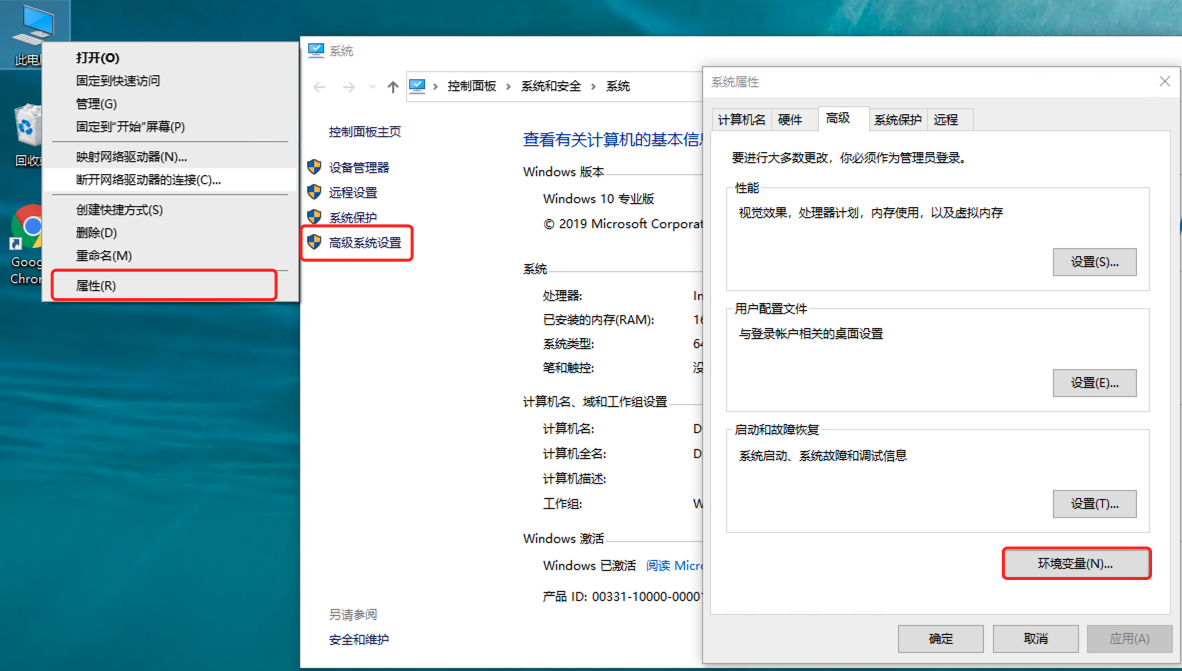 此电
回收
Goog
Chron
打开(O)
固定到快速访问
管理(G)
固定到"开始"屏幕(P)
映射网络驱动器(N)...
断开网络驱动器的连接(C)...
创建快捷方式(S)
删除(D)
重命名(M)
属性(R)
系统
控制面板 › 系统和安全 › 系统
控制面板主页
设备管理器
远程设置
系统保护
高级系统设置
另请参阅
安全和维护
查看有关计算机的基本信息
Windows 版本
Windows 10 专业版
© 2019 Microsoft Corporat
系统
处理器: In
已安装的内存(RAM): 16
系统类型: 64
笔和触控: 没
计算机名、域和工作组设置
计算机名: D
计算机全名: D
计算机描述:
工作组: W
Windows 激活
Windows 已激活 阅读 Micro
产品 ID: 00331-10000-00001
系统属性
计算机名 硬件 高级 系统保护 远程
要进行大多数更改，你必须作为管理员登录。
性能
视觉效果，处理器计划，内存使用，以及虚拟内存
设置(S)...
用户配置文件
与登录帐户相关的桌面设置
设置(E)...
启动和故障恢复
系统启动、系统故障和调试信息
设置(T)...
环境变量(N)...
确定 取消 应用(A)